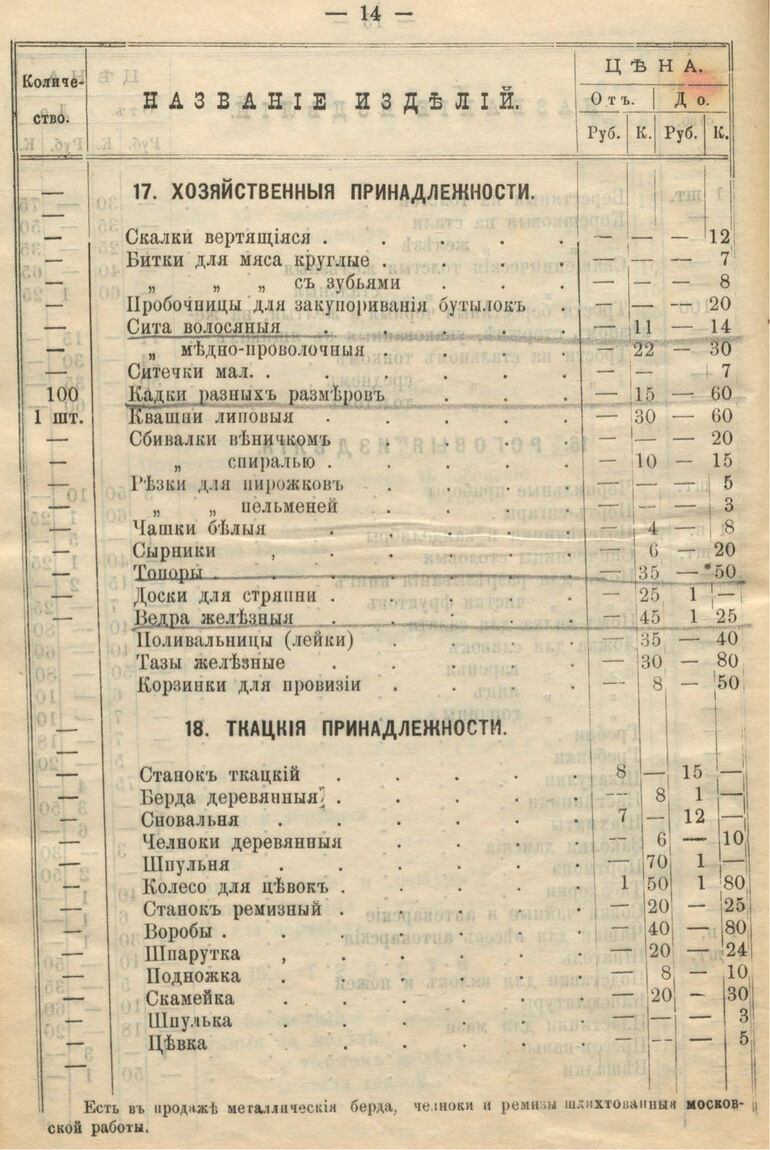 — 14 —
Количество. НАЗВАНІЕ ИЗДѢЛІЙ. ЦѢНА.
Отъ. До.
Руб. К. Руб. К.
— 17. ХОЗЯЙСТВЕННЫЯ ПРИНАДЛЕЖНОСТИ.
— Скалки вертящіяся . . . . . — — — 12
— Битки для мяса круглые . . . . — — — 7
— „ „ „ съ зубьями . . . — — — 8
— Пробочницы для закупориванія бутылокъ . — — — 20
— Сита волосяныя . . . . . — 11 — 14
— „ мѣдно-проволочныя . . . . — 22 — 30
— Ситечки мал. . . . . . . — — 7
100 Кадки разныхъ размѣровъ . . . — 15 — 60
1 шт. Квашни липовыя . . . . . — 30 — 60
— Сбивалки вѣничкомъ . . . . — — — 20
— „ спиралью . . . . . — 10 — 15
— Рѣзки для пирожковъ . . . . — — — 5
— „ „ пельменей . . . . — — — 3
— Чашки бѣлыя . . . . . — 4 — 8
— Сырники , . . . . — 6 — 20
— Топоры . . . . . . — 35 — 50
— Доски для стряпни . . . . . — 25 1 —
— Ведра желѣзныя . . . . . — 45 1 25
Поливальницы (лейки) . . . . — 35 — 40
— Тазы желѣзные . . . . . — 30 — 80
— Корзинки для провизіи . . . . — 8 — 50
— 18. ТКАЦКІЯ ПРИНАДЛЕЖНОСТИ.
— Станокъ ткацкій . . . . . 8 — 15 —
— Берда деревянныя . . . . . — 8 1 —
— Сновальня . . . . . . 7 — 12 —
— Челноки деревянныя . . . . — 6 — 10
— Шпульня . . . . . . — 70 1 —
— Колесо для цѣвокъ . . . . . 1 50 1 80
— Станокъ ремизный . . . . . — 20 — 25
— Воробы . . . . . . — 40 — 80
— Шпарутка , . . . . — 20 — 24
— Подножка . . . . . . — 8 — 10
— Скамейка . . . . . . — 20 — 30
— Шпулька . . . . . . — — — 3
— Цѣвка . . . . . . — — — 5
Есть въ продажѣ металлическія берда, челноки и ремизы шлихтованныя москов-
ской работы.